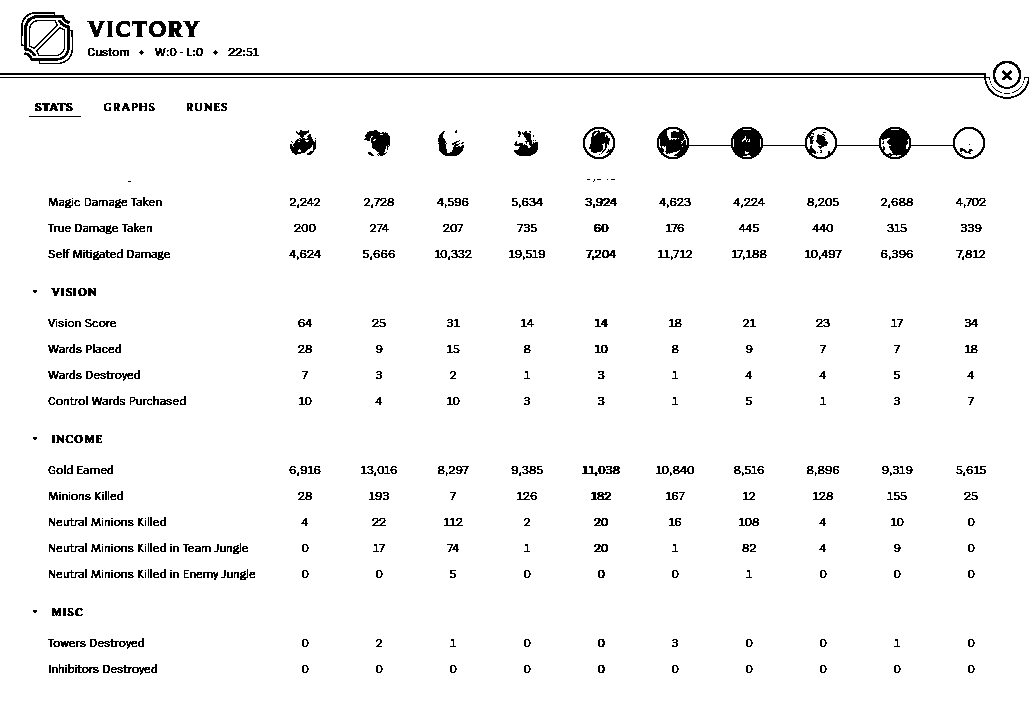 VICTORY
Custom • W:0 - L:0 • 22:51
STATS GRAPHS RUNES
Magic Damage Taken 2,242 2,728 4,596 5,634 3,924 4,623 4,224 8,205 2,688 4,702
True Damage Taken 200 274 207 735 60 176 445 440 315 339
Self Mitigated Damage 4,624 5,666 10,332 19,519 7,204 11,712 17,188 10,497 6,396 7,812
VISION
Vision Score 64 25 31 14 14 18 21 23 17 34
Wards Placed 28 9 15 8 10 8 9 7 7 18
Wards Destroyed 7 3 2 1 3 1 4 4 5 4
Control Wards Purchased 10 4 10 3 3 1 5 1 3 7
INCOME
Gold Earned 6,916 13,016 8,297 9,385 11,038 10,840 8,516 8,896 9,319 5,615
Minions Killed 28 193 7 126 182 167 12 128 155 25
Neutral Minions Killed 4 22 112 2 20 16 108 4 10 0
Neutral Minions Killed in Team Jungle 0 17 74 1 20 1 82 4 9 0
Neutral Minions Killed in Enemy Jungle 0 0 5 0 0 0 1 0 0 0
MISC
Towers Destroyed 0 2 1 0 0 3 0 0 1 0
Inhibitors Destroyed 0 0 0 0 0 0 0 0 0 0